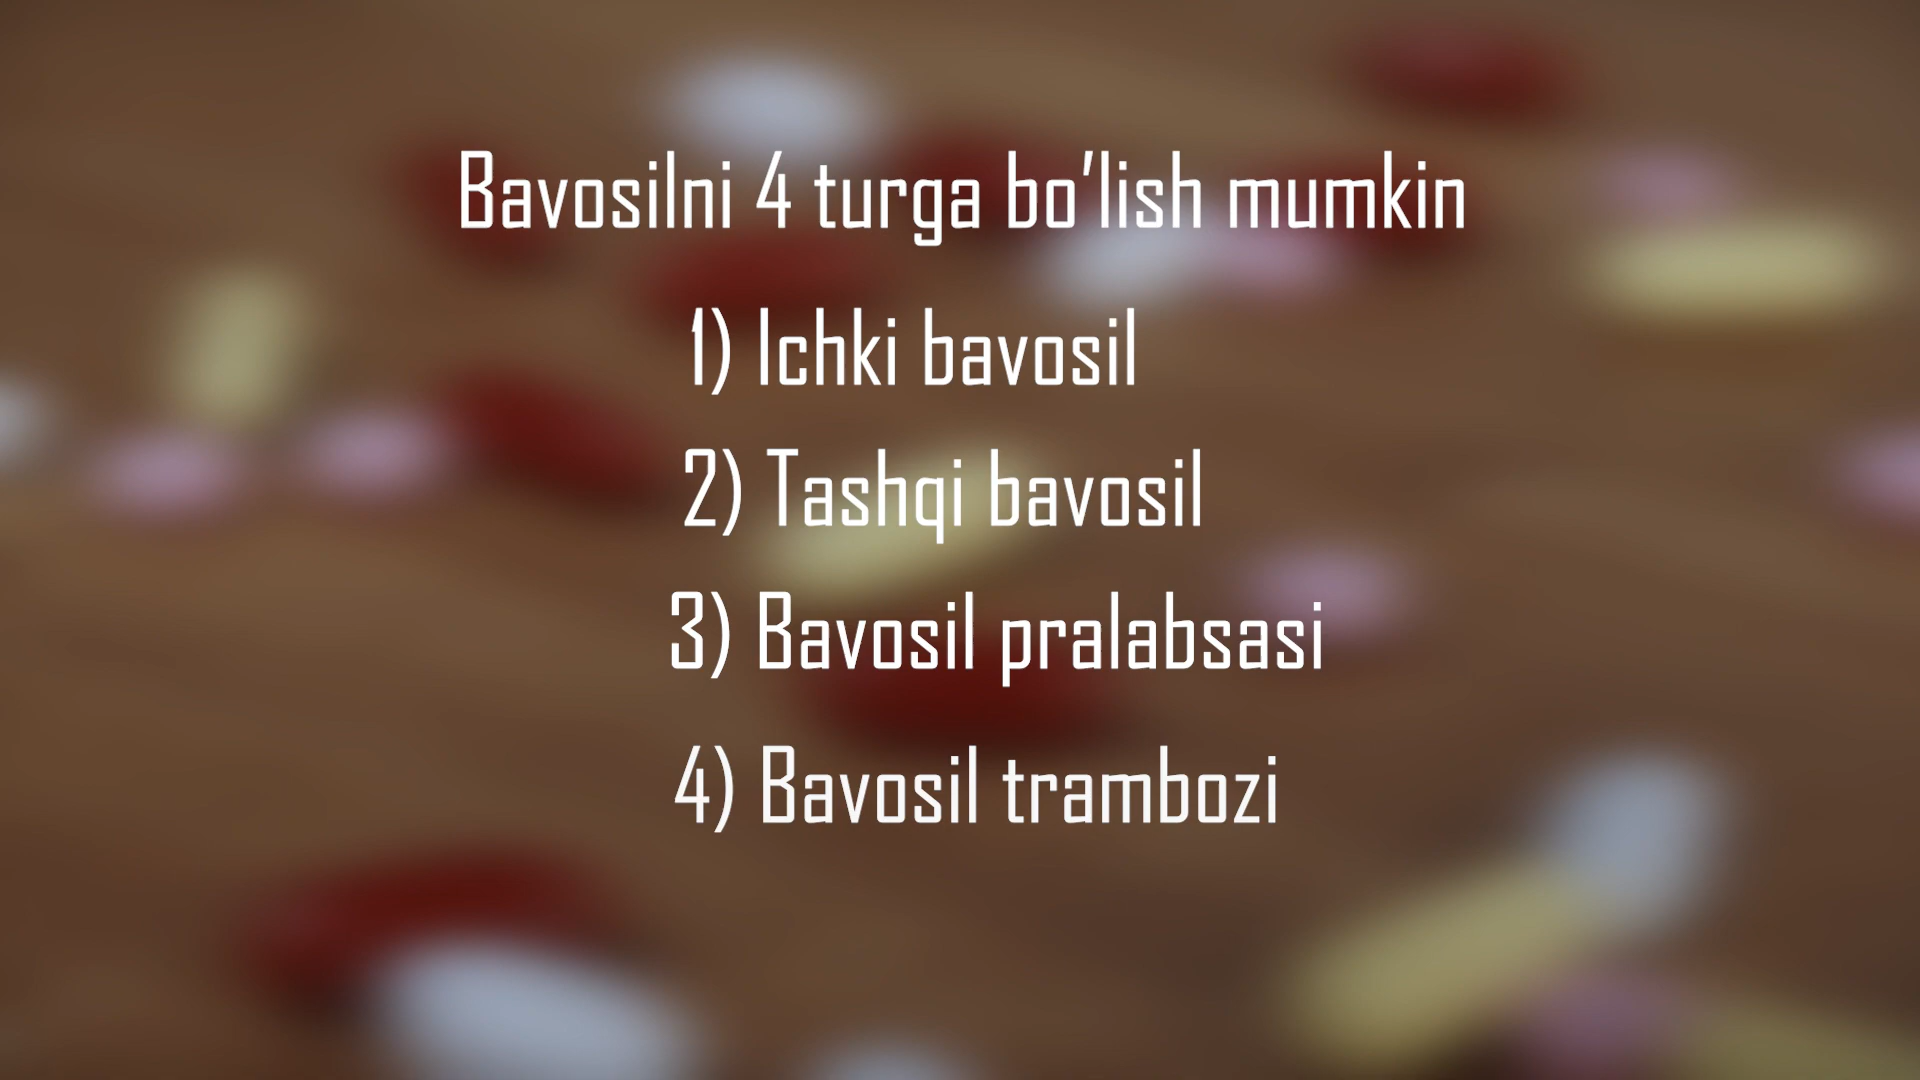 Bavosilni 4 turga bo'lish mumkin
1) Ichki bavosil
2) Tashqi bavosil
3) Bavosil pralabsasi
4) Bavosil trambozi